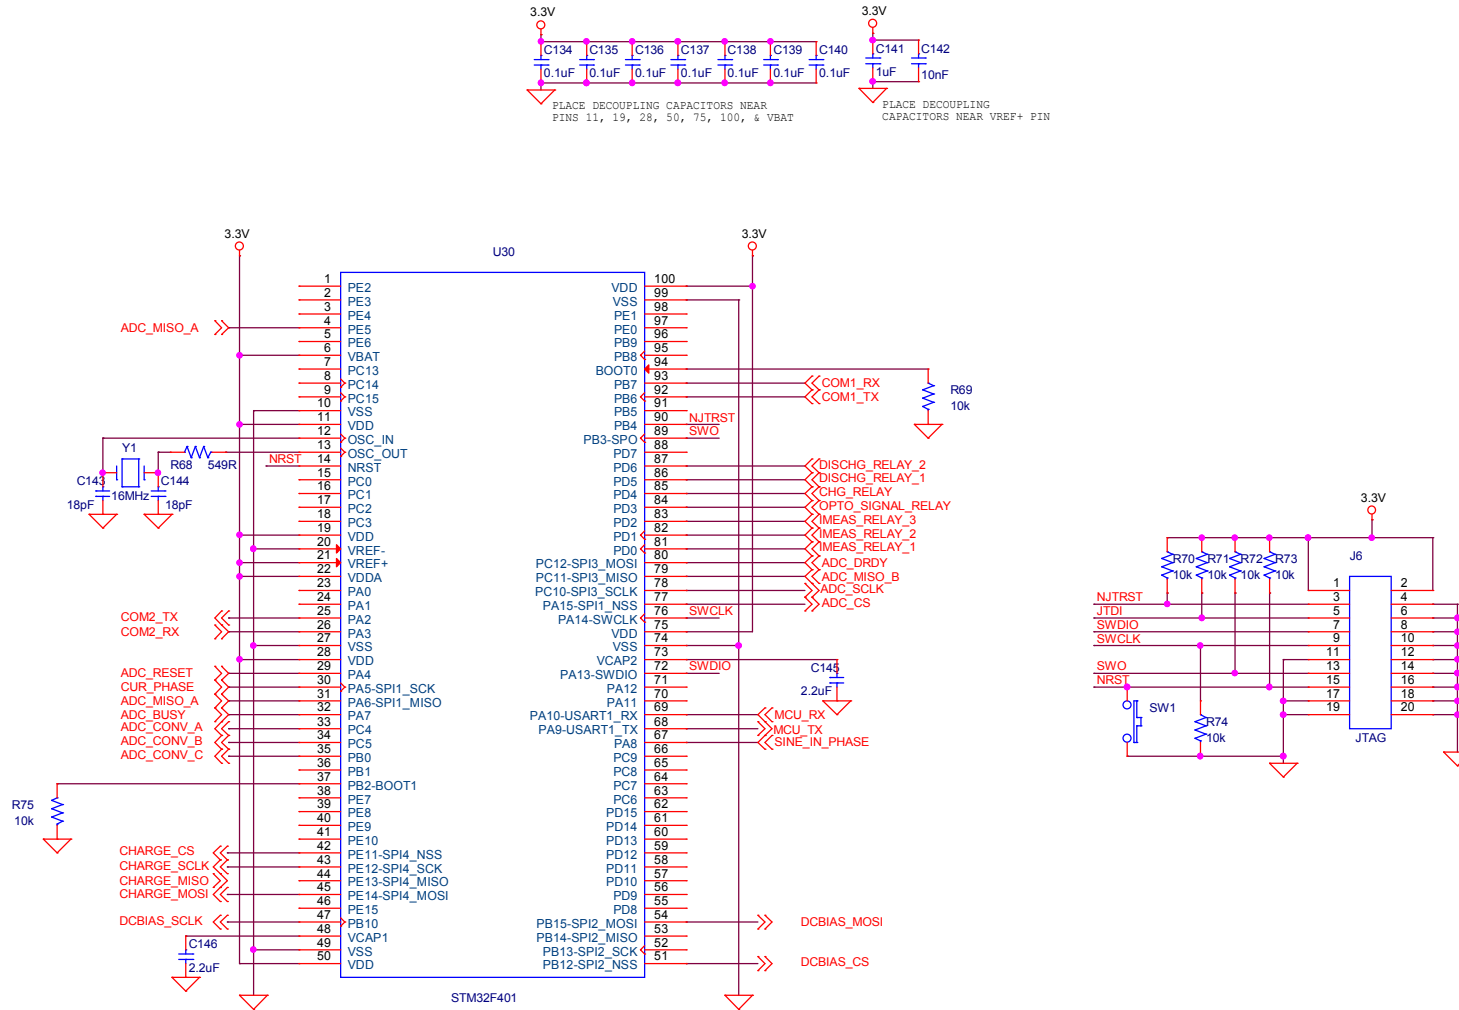 3.3V
C134 C135 C136 C137 C138 C139 C140
0.1uF 0.1uF 0.1uF 0.1uF 0.1uF 0.1uF 0.1uF
PLACE DECOUPLING CAPACITORS NEAR
PINS 11, 19, 28, 50, 75, 100, & VBAT
3.3V
C141 C142
1uF 10nF
PLACE DECOUPLING
CAPACITORS NEAR VREF+ PIN
3.3V
U30
3.3V
1 PE2
2 PE3
3 PE4
ADC_MISO_A 4 PE5
5 PE6
6 VBAT
7 PC13
8 PC14
9 PC15
10 VSS
11 VDD
12 OSC_IN
13 OSC_OUT
NRST 14 NRST
15 PC0
16 PC1
17 PC2
18 PC3
19 VDD
20 VREF-
21 VREF+
22 VDDA
23 PA0
24 PA1
COM2_TX 25 PA2
COM2_RX 26 PA3
27 VSS
28 VDD
ADC_RESET 29 PA4
CUR_PHASE 30 PA5-SPI1_SCK
ADC_MISO_A 31 PA6-SPI1_MISO
ADC_BUSY 32 PA7
ADC_CONV_A 33 PC4
ADC_CONV_B 34 PC5
ADC_CONV_C 35 PB0
36 PB1
37 PB2-BOOT1
38 PE7
39 PE8
40 PE9
41 PE10
CHARGE_CS 42 PE11-SPI4_NSS
CHARGE_SCLK 43 PE12-SPI4_SCK
CHARGE_MISO 44 PE13-SPI4_MISO
CHARGE_MOSI 45 PE14-SPI4_MOSI
46 PE15
DCBIAS_SCLK 47 PB10
48 VCAP1
49 VSS
50 VDD
Y1
R68 549R
C143 C144
16MHz
18pF 18pF
R75
10k
C146
2.2uF
VDD 100
VSS 99
PE1 98
PE0 97
PB9 96
PB8 95
BOOT0 94
PB7 93 COM1_RX
PB6 92 COM1_TX
PB5 91
PB4 90 NJTRST
PB3-SPO 89 SWO
PD7 88
PD6 87 DISCHG_RELAY_2
PD5 86 DISCHG_RELAY_1
PD4 85 CHG_RELAY
PD3 84 OPTO_SIGNAL_RELAY
PD2 83 IMEAS_RELAY_3
PD1 82 IMEAS_RELAY_2
PD0 81 IMEAS_RELAY_1
PC12-SPI3_MOSI 80 ADC_DRDY
PC11-SPI3_MISO 79 ADC_MISO_B
PC10-SPI3_SCLK 78 ADC_SCLK
PA15-SPI1_NSS 77 ADC_CS
PA14-SWCLK 76 SWCLK
VDD 75
VSS 74
VCAP2 73
PA13-SWDIO 72 SWDIO
PA12 71
PA11 70
PA10-USART1_RX 69 MCU_RX
PA9-USART1_TX 68 MCU_TX
PA8 67 SINE_IN_PHASE
PC9 66
PC8 65
PC7 64
PC6 63
PD15 62
PD14 61
PD13 60
PD12 59
PD11 58
PD10 57
PD9 56
PD8 55
PB15-SPI2_MOSI 54 DCBIAS_MOSI
PB14-SPI2_MISO 53
PB13-SPI2_SCK 52
PB12-SPI2_NSS 51 DCBIAS_CS
R69
10k
C145
2.2uF
STM32F401
3.3V
R70 R71 R72 R73
10k 10k 10k 10k
J6
1 2
NJTRST 3 4
JTDI 5 6
SWDIO 7 8
SWCLK 9 10
11 12
SWO 13 14
NRST 15 16
17 18
19 20
SW1
R74
10k
JTAG